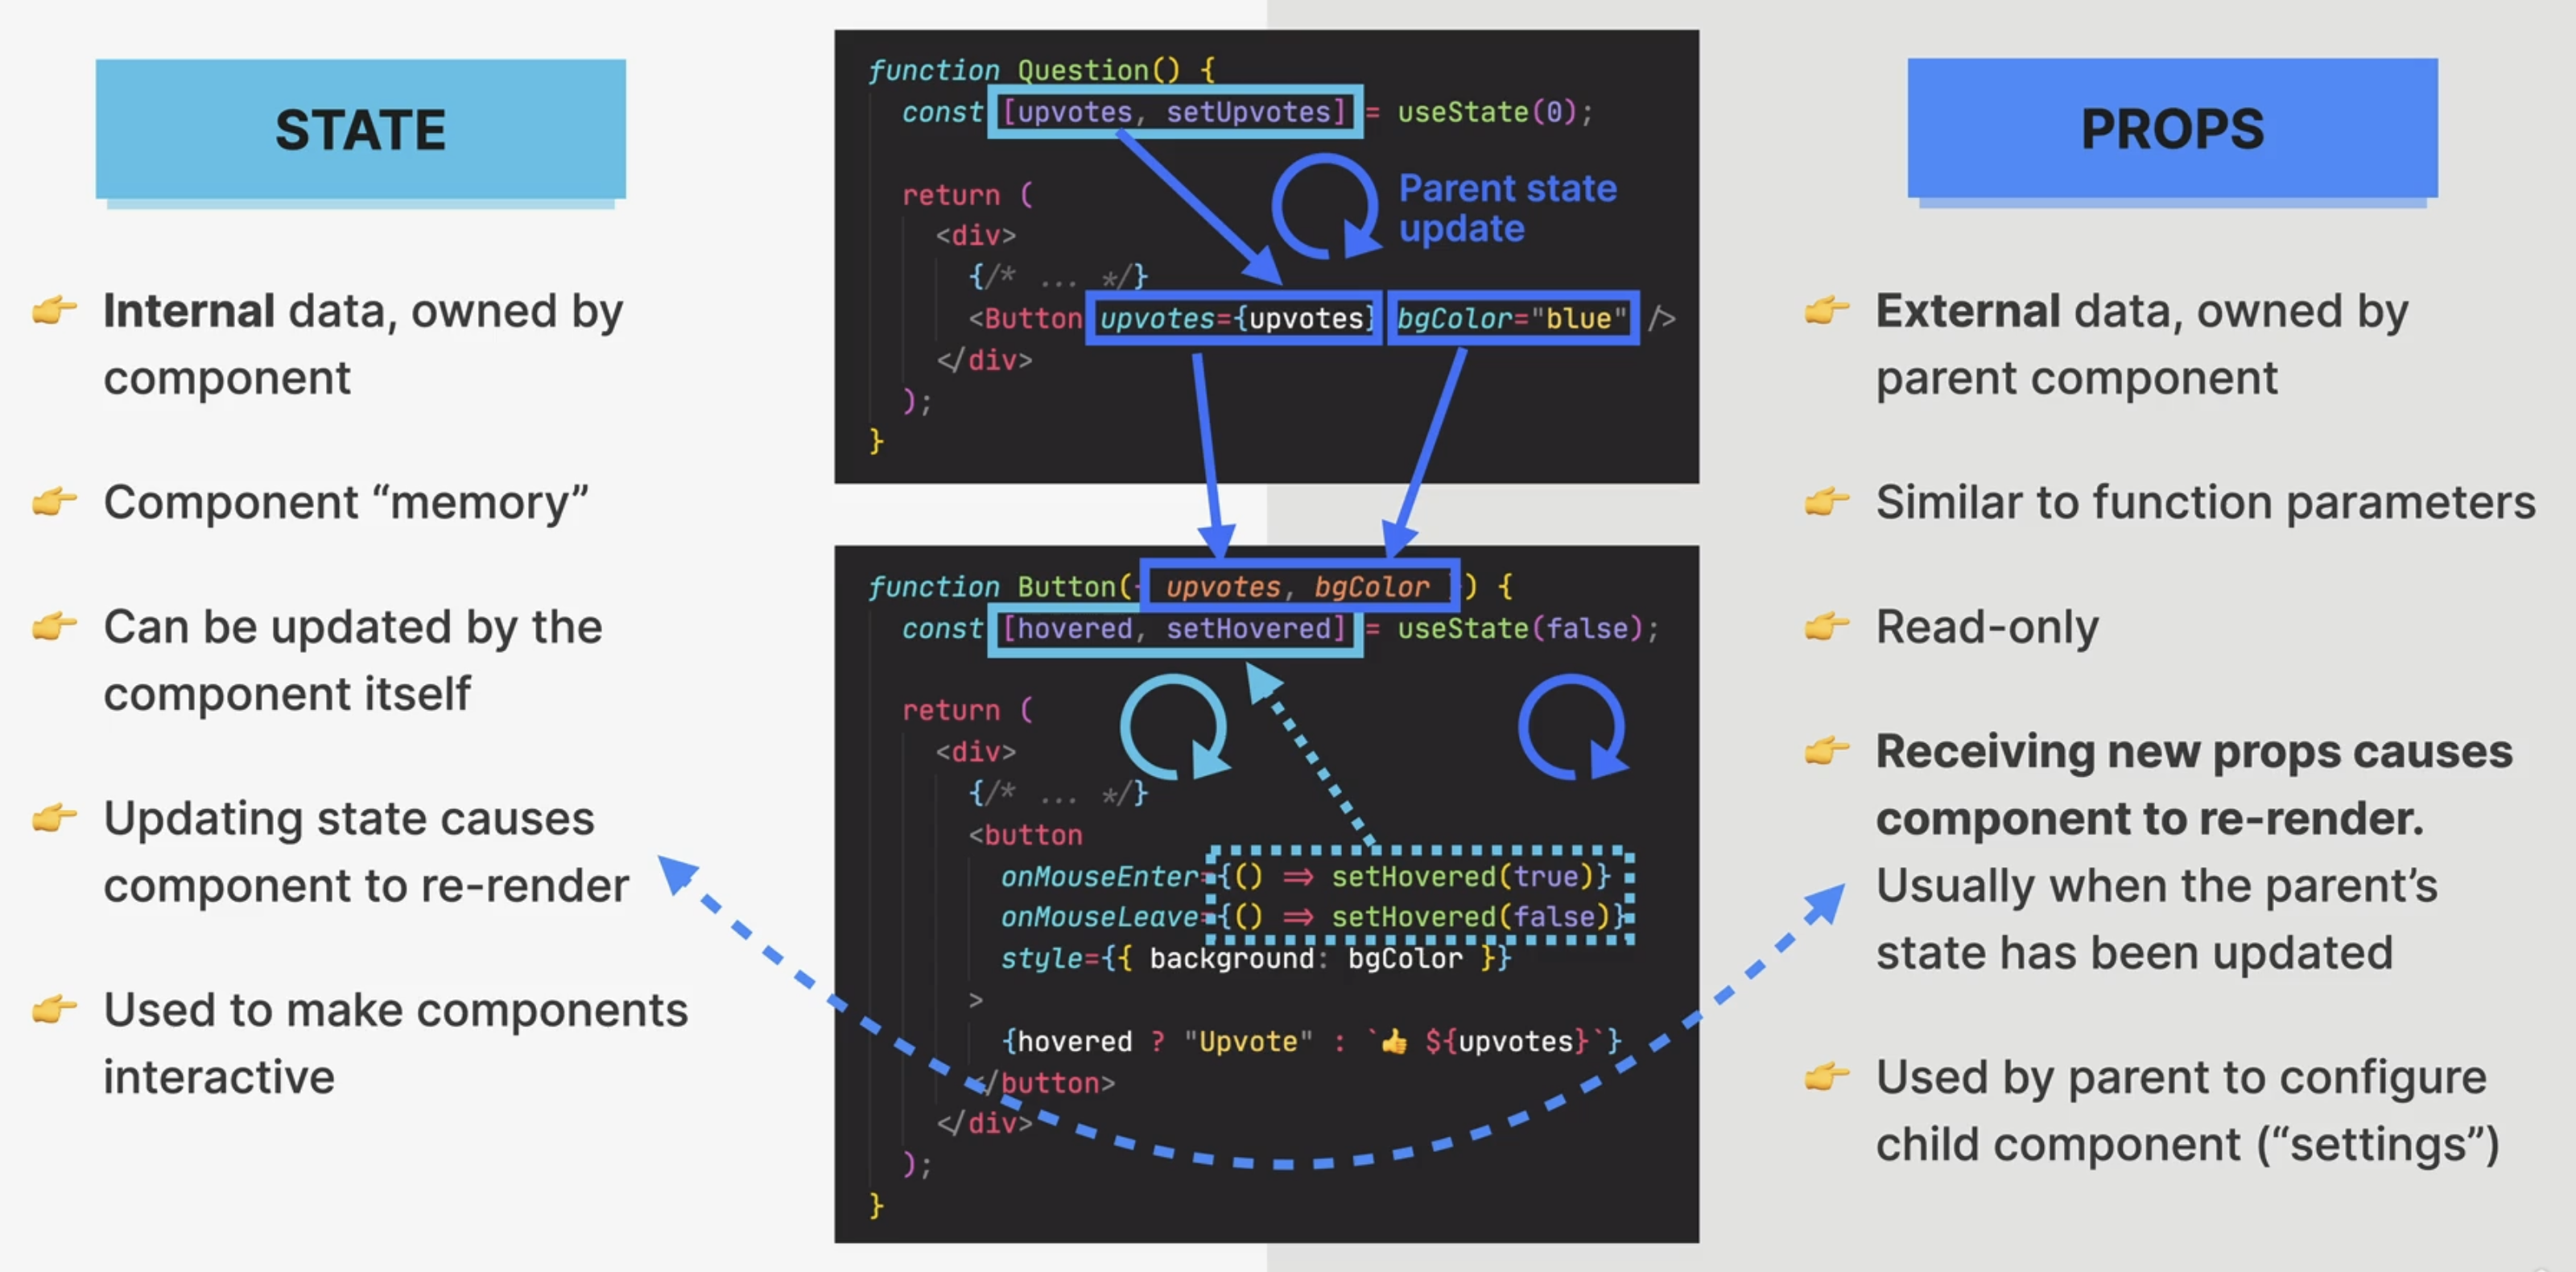 STATE
👉 Internal data, owned by
component
👉 Component “memory”
👉 Can be updated by the
component itself
👉 Updating state causes
component to re-render
👉 Used to make components
interactive
function Question() {
const [upvotes, setUpvotes] = useState(0);
return (
<div>
{/* ... */}
<Button upvotes={upvotes} bgColor="blue" />
</div>
);
}
Parent state
update
function Button({ upvotes, bgColor }) {
const [hovered, setHovered] = useState(false);
return (
<div>
{/* ... */}
<button
onMouseEnter={() => setHovered(true)}
onMouseLeave={() => setHovered(false)}
style={{ background: bgColor }}
>
{hovered ? "Upvote" : `👍 ${upvotes}`}
</button>
</div>
);
}
PROPS
👉 External data, owned by
parent component
👉 Similar to function parameters
👉 Read-only
👉 Receiving new props causes
component to re-render.
Usually when the parent’s
state has been updated
👉 Used by parent to configure
child component (“settings”)